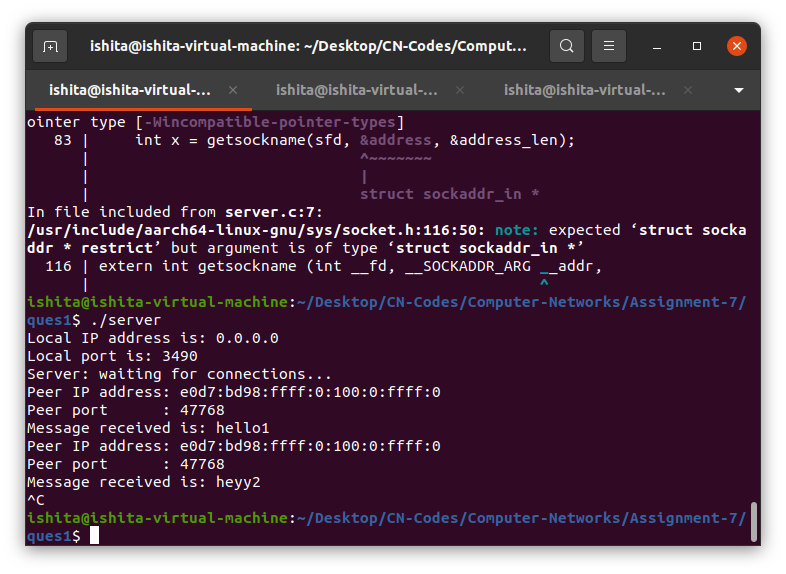 ishita@ishita-virtual-machine: ~/Desktop/CN-Codes/Comput...
ishita@ishita-virtual-... × ishita@ishita-virtual-... × ishita@ishita-virtual-... ×
ointer type [-Wincompatible-pointer-types]
   83 |     int x = getsockname(sfd, &address, &address_len);
      |                              ^~~~~~~~
      |                              |
      |                              struct sockaddr_in *
In file included from server.c:7:
/usr/include/aarch64-linux-gnu/sys/socket.h:116:50: note: expected ‘struct socka
ddr * restrict’ but argument is of type ‘struct sockaddr_in *’
  116 | extern int getsockname (int __fd, __SOCKADDR_ARG __addr,
      |                                                  ^
ishita@ishita-virtual-machine:~/Desktop/CN-Codes/Computer-Networks/Assignment-7/
ques1$ ./server
Local IP address is: 0.0.0.0
Local port is: 3490
Server: waiting for connections...
Peer IP address: e0d7:bd98:ffff:0:100:0:ffff:0
Peer port      : 47768
Message received is: hello1
Peer IP address: e0d7:bd98:ffff:0:100:0:ffff:0
Peer port      : 47768
Message received is: heyy2
^C
ishita@ishita-virtual-machine:~/Desktop/CN-Codes/Computer-Networks/Assignment-7/
ques1$